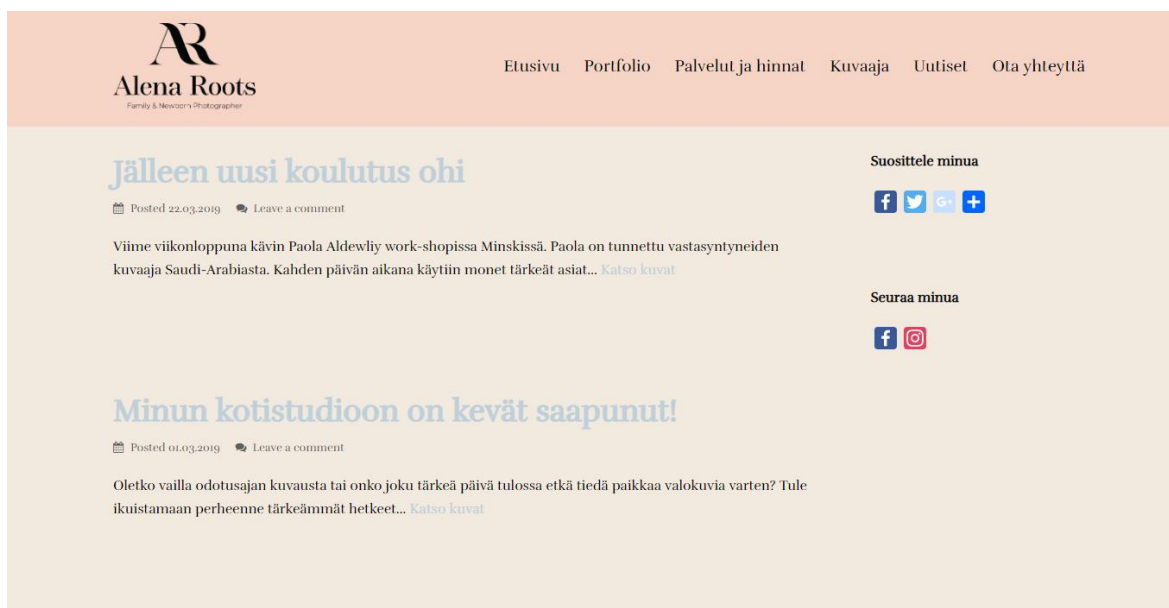 AR
Alena Roots
Family & Newborn Photographer
Etusivu Portfolio Palvelut ja hinnat Kuvaaja Uutiset Ota yhteyttä
Jälleen uusi koulutus ohi
Posted 22.03.2019 Leave a comment
Viime viikonloppuna kävin Paola Aldewliy work-shopissa Minskissä. Paola on tunnettu vastasyntyneiden
kuvaaja Saudi-Arabiasta. Kahden päivän aikana käytiin monet tärkeät asiat... Katso kuvat
Minun kotistudioon on kevät saapunut!
Posted 01.03.2019 Leave a comment
Oletko vailla odotusajan kuvausta tai onko joku tärkeä päivä tulossa etkä tiedä paikkaa valokuvia varten? Tule
ikuistamaan perheenne tärkeämmät hetkeet... Katso kuvat
Suosittele minua
f G+ +
Seuraa minua
f